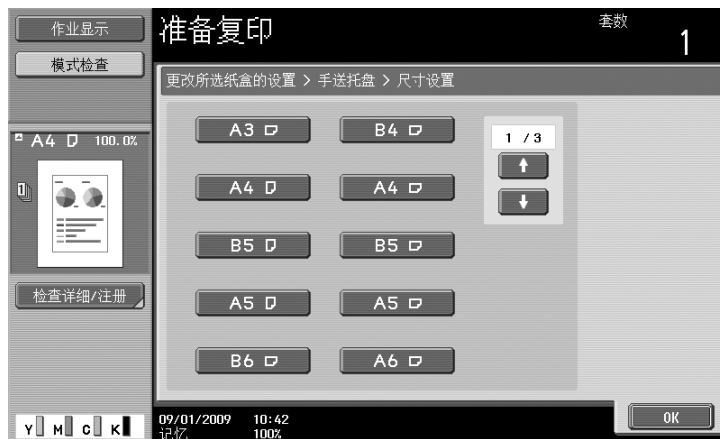 作业显示
模式检查
准备复印
套数
1
更改所选纸盒的设置 > 手送托盘 > 尺寸设置
A4 100.0%
1
检查详细/注册
A3 B4
A4 A4
B5 B5
A5 A5
B6 A6
1 / 3
OK
Y M C K
09/01/2009 10:42
记忆 100%